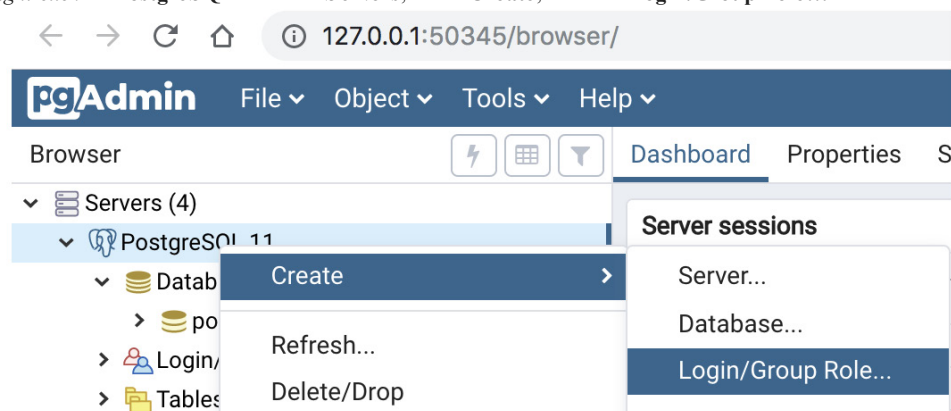 127.0.0.1:50345/browser/
pgAdmin File Object Tools Help
Browser Dashboard Properties S
Servers (4)
Server sessions
PostgreSQL 11
Create Server...
Datab
Database...
po
Refresh...
Login/ Login/Group Role...
Delete/Drop
Tables